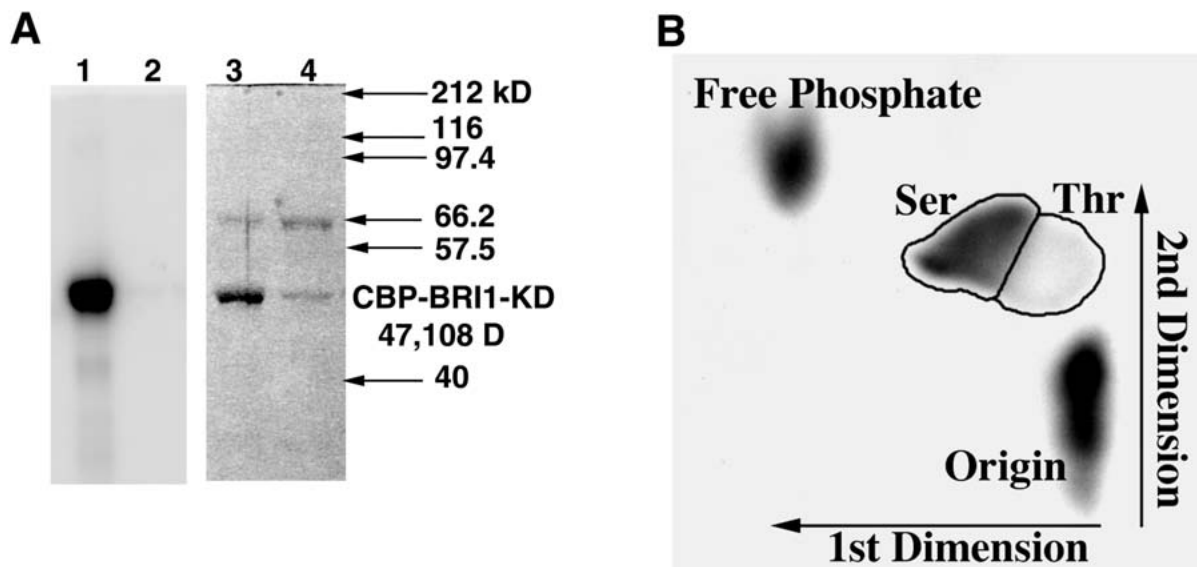 A
1 2 3 4
212 kD
116
97.4
66.2
57.5
CBP-BRI1-KD
47,108 D
40
B
Free Phosphate
Ser Thr
2nd Dimension
Origin
1st Dimension